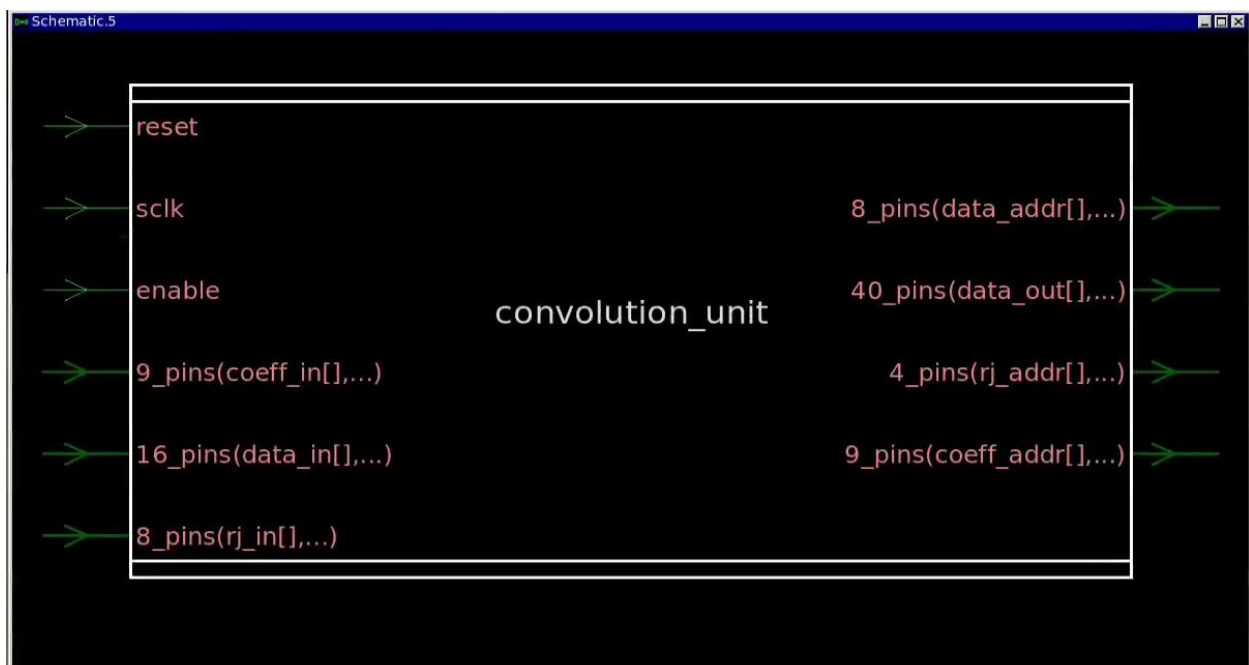 Schematic.5
reset
sclk
8_pins(data_addr[],...)
enable
40_pins(data_out[],...)
convolution_unit
9_pins(coeff_in[],...)
4_pins(rj_addr[],...)
16_pins(data_in[],...)
9_pins(coeff_addr[],...)
8_pins(rj_in[],...)